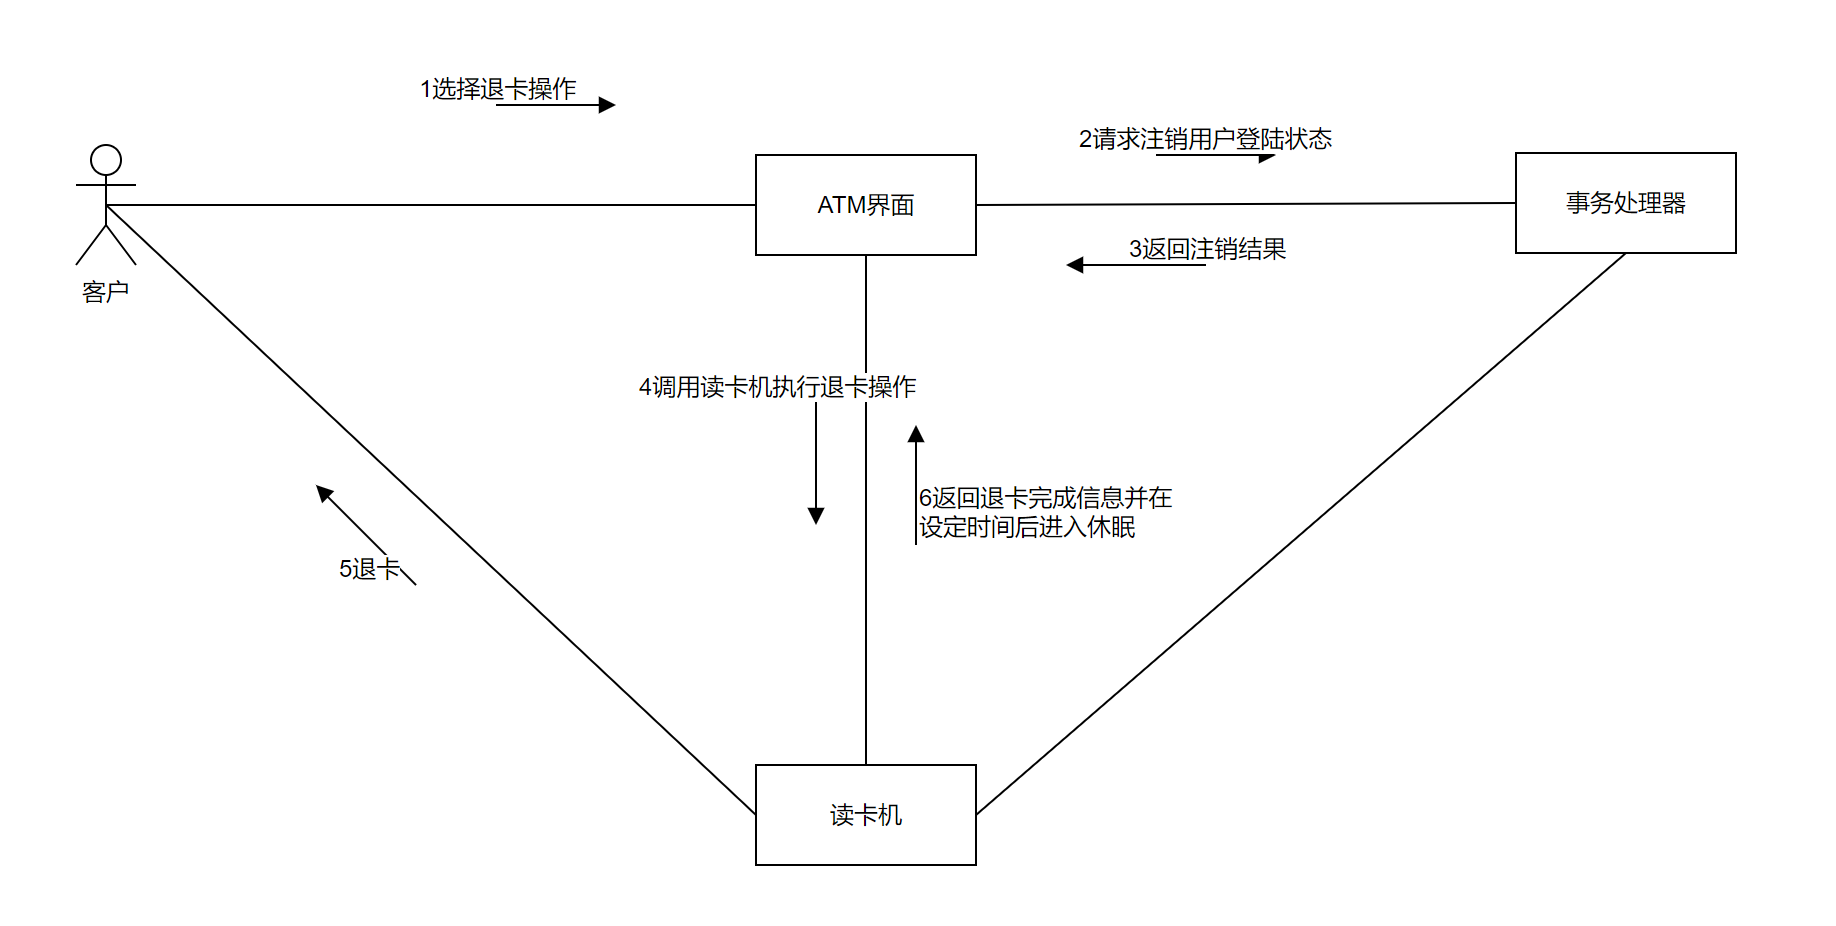 1选择退卡操作
2请求注销用户登陆状态
ATM界面
事务处理器
3返回注销结果
客户
4调用读卡机执行退卡操作
6返回退卡完成信息并在
设定时间后进入休眠
5退卡
读卡机